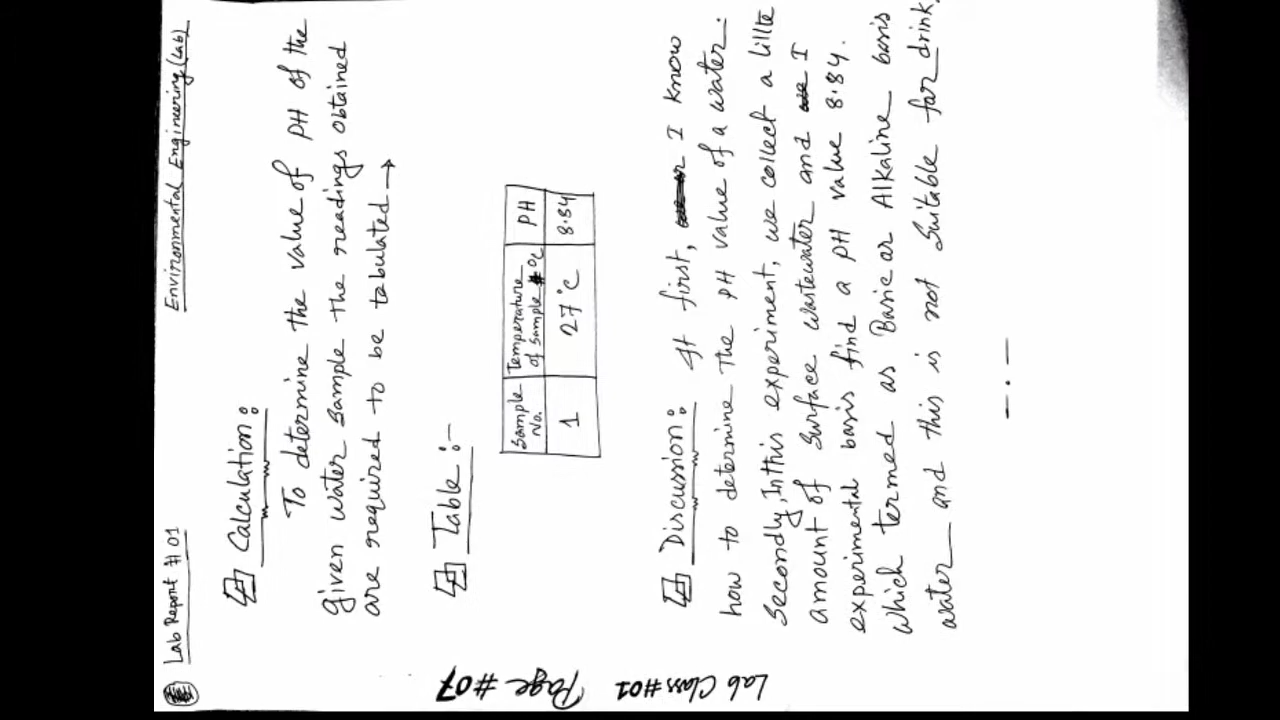 Lab Report # 01 Environmental Engineering (Lab)
Calculation:
To determine the value of PH of the
given water sample the readings obtained
are required to be tabulated →
Table :-
Sample No. Temperature of sample °C PH
1 27°C 8.84
Discussion: At first, I know
how to determine the PH value of a water.
Secondly, In this experiment, we collect a lillte
amount of Surface wastewater and I
experimental basis find a PH value 8.84.
which termed as Basic or Alkaline basis
water and this is not Suitable for drink.
Lab Class #01 Page #07